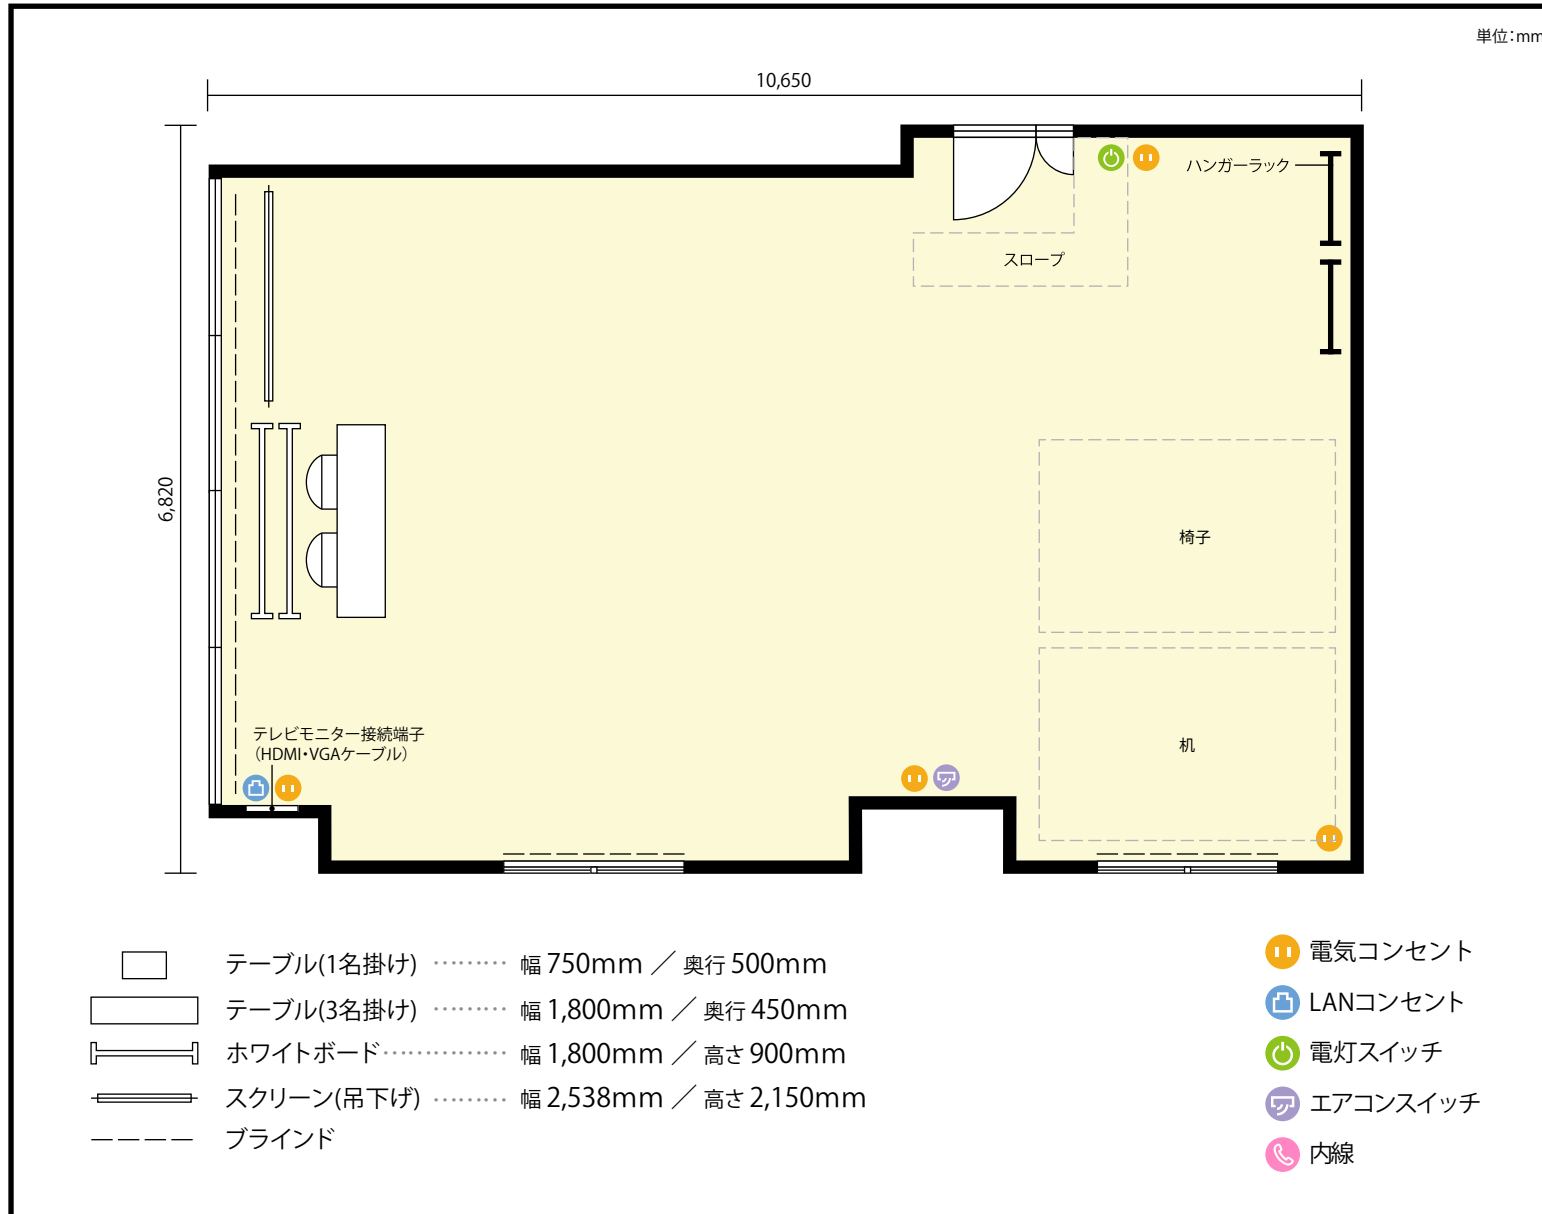 単位：mm
10,650
6,820
ハンガーラック
スロープ
椅子
机
テレビモニター接続端子
（HDMI・VGAケーブル）
テーブル(1名掛け) ……… 幅 750mm ／ 奥行 500mm
テーブル(3名掛け) ……… 幅 1,800mm ／ 奥行 450mm
ホワイトボード …………… 幅 1,800mm ／ 高さ 900mm
スクリーン(吊下げ) ……… 幅 2,538mm ／ 高さ 2,150mm
ブラインド
電気コンセント
LANコンセント
電灯スイッチ
エアコンスイッチ
内線